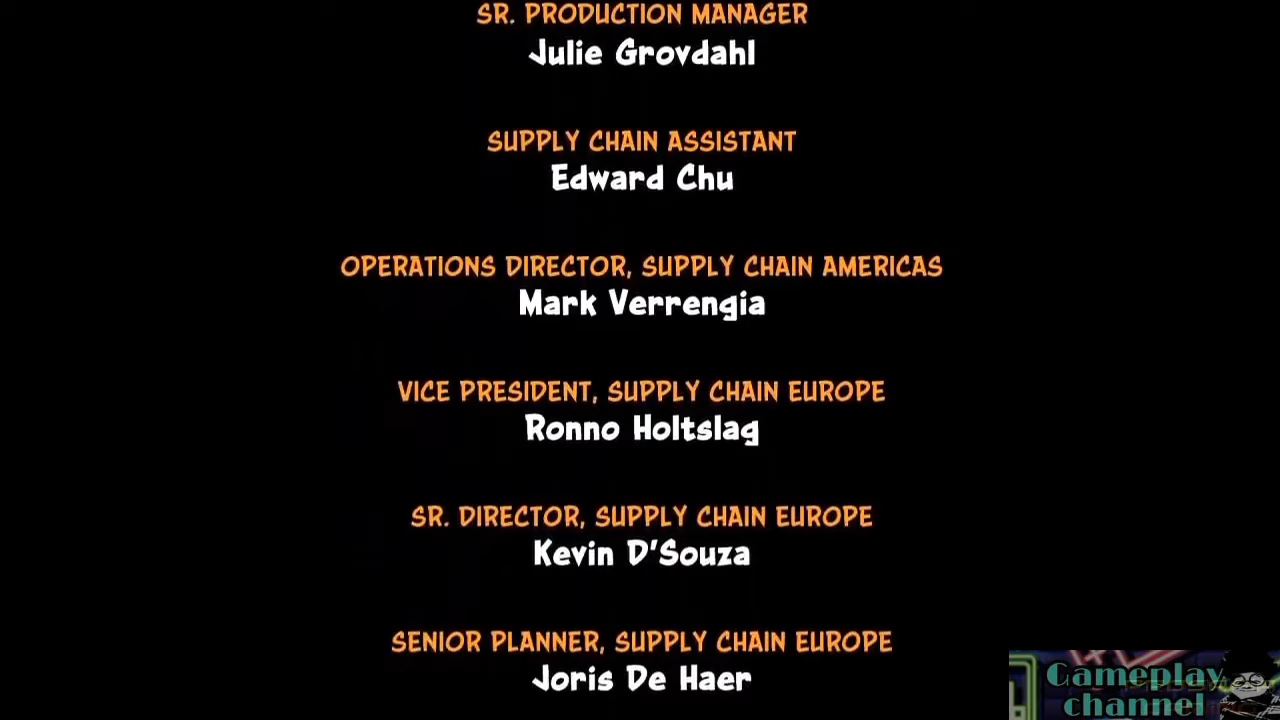 SR. PRODUCTION MANAGER
Julie Grovdahl
SUPPLY CHAIN ASSISTANT
Edward Chu
OPERATIONS DIRECTOR, SUPPLY CHAIN AMERICAS
Mark Verrengia
VICE PRESIDENT, SUPPLY CHAIN EUROPE
Ronno Holtslag
SR. DIRECTOR, SUPPLY CHAIN EUROPE
Kevin D'Souza
SENIOR PLANNER, SUPPLY CHAIN EUROPE
Joris De Haer
Gameplay
channel